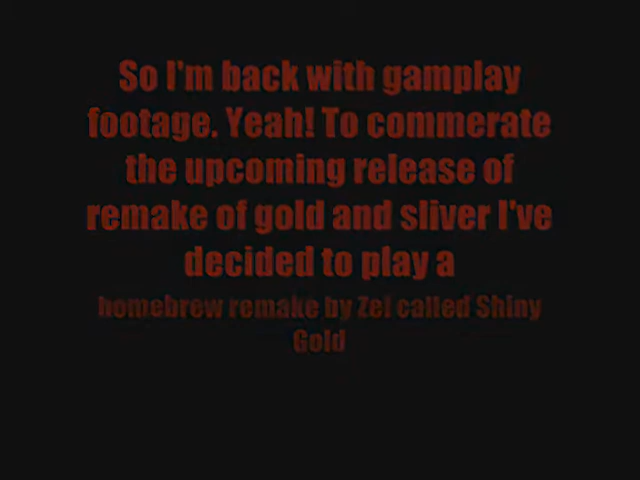 So I'm back with gamplay
footage. Yeah! To commerate
the upcoming release of
remake of gold and sliver I've
decided to play a
homebrew remake by Zel called Shiny
Gold